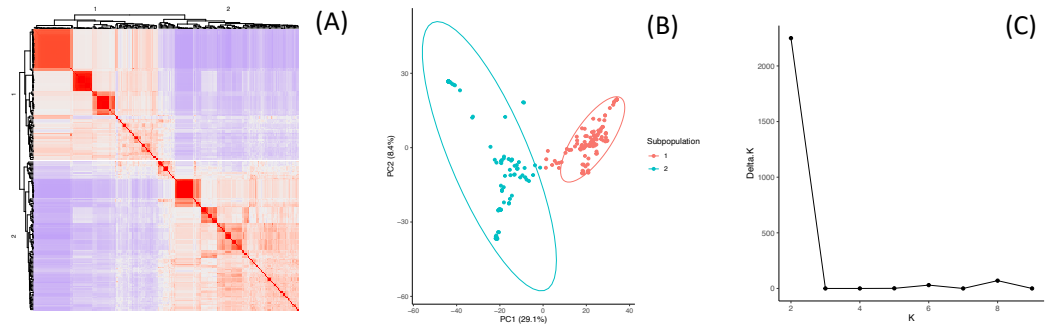 1 2
(A)
1
2
(B)
PC2 (8.4%)
30
0
−30
−60
−60 −40 −20 0 20 40
PC1 (29.1%)
Subpopulation
1
2
(C)
Delta.K
2000
1500
1000
500
0
2 4 6 8
K